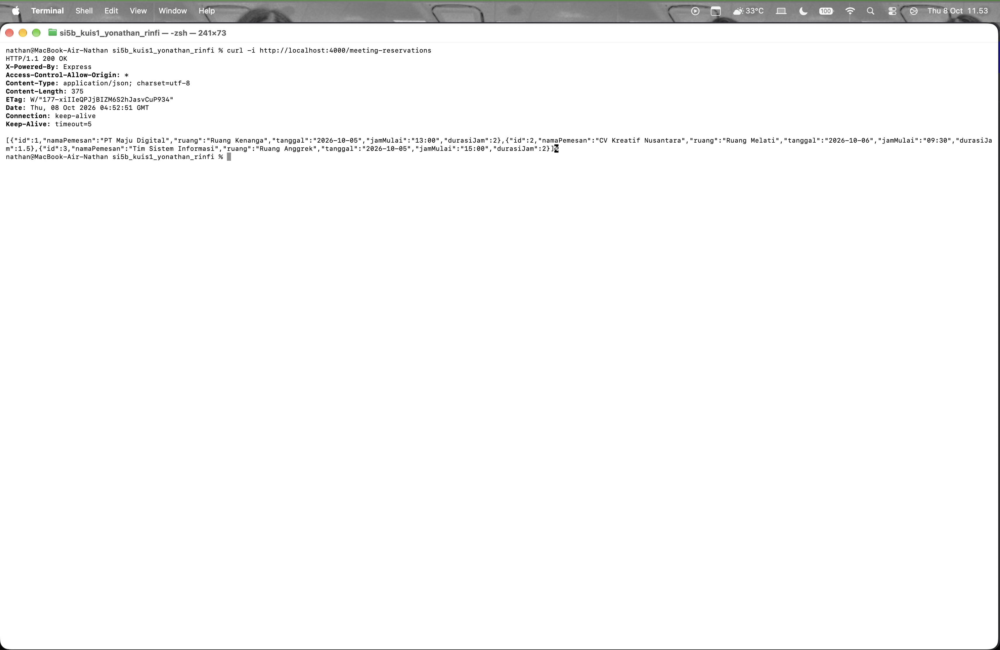 Terminal Shell Edit View Window Help 33°C 100 Thu 8 Oct 11.53
si5b_kuis1_yonathan_rinfi — -zsh — 241×73
nathan@MacBook-Air-Nathan si5b_kuis1_yonathan_rinfi % curl -i http://localhost:4000/meeting-reservations
HTTP/1.1 200 OK
X-Powered-By: Express
Access-Control-Allow-Origin: *
Content-Type: application/json; charset=utf-8
Content-Length: 375
ETag: W/"177-xiIIeQPJjBIZM6S2hJasvCuP934"
Date: Thu, 08 Oct 2026 04:52:51 GMT
Connection: keep-alive
Keep-Alive: timeout=5
[{"id":1,"namaPemesan":"PT Maju Digital","ruang":"Ruang Kenanga","tanggal":"2026-10-05","jamMulai":"13:00","durasiJam":2},{"id":2,"namaPemesan":"CV Kreatif Nusantara","ruang":"Ruang Melati","tanggal":"2026-10-06","jamMulai":"09:30","durasiJa
m":1.5},{"id":3,"namaPemesan":"Tim Sistem Informasi","ruang":"Ruang Anggrek","tanggal":"2026-10-05","jamMulai":"15:00","durasiJam":2}]%
nathan@MacBook-Air-Nathan si5b_kuis1_yonathan_rinfi %